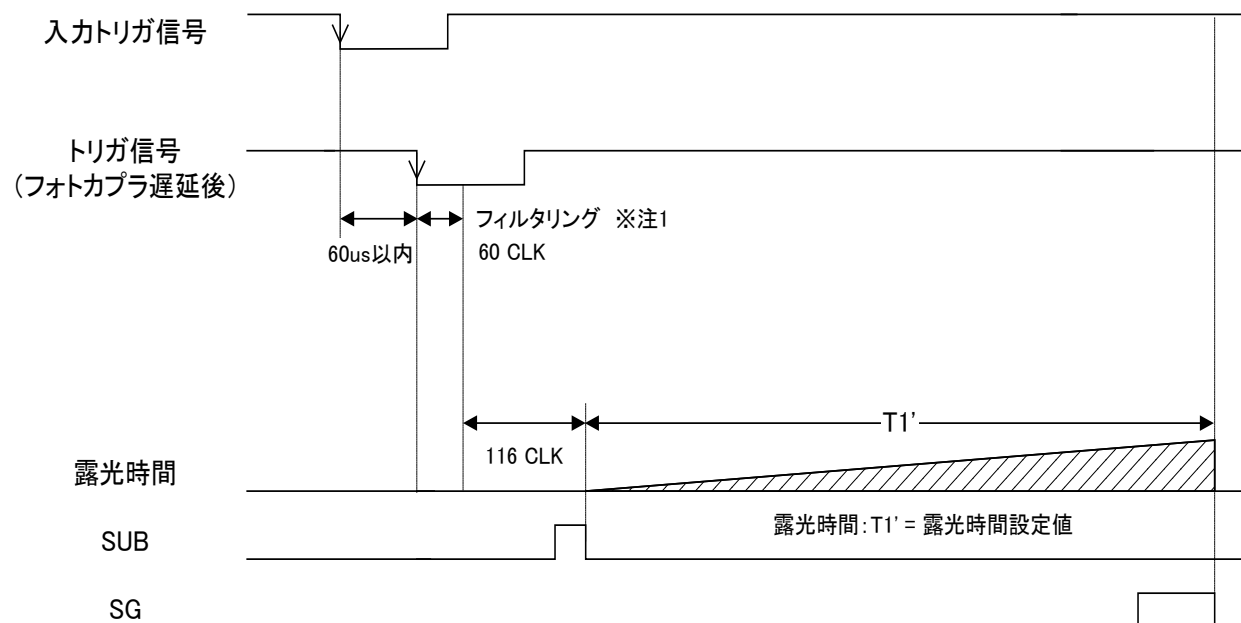 入力トリガ信号
トリガ信号
（フォトカプラ遅延後）
60us以内
フィルタリング ※注1
60 CLK
116 CLK
T1'
露光時間
露光時間：T1' = 露光時間設定値
SUB
SG